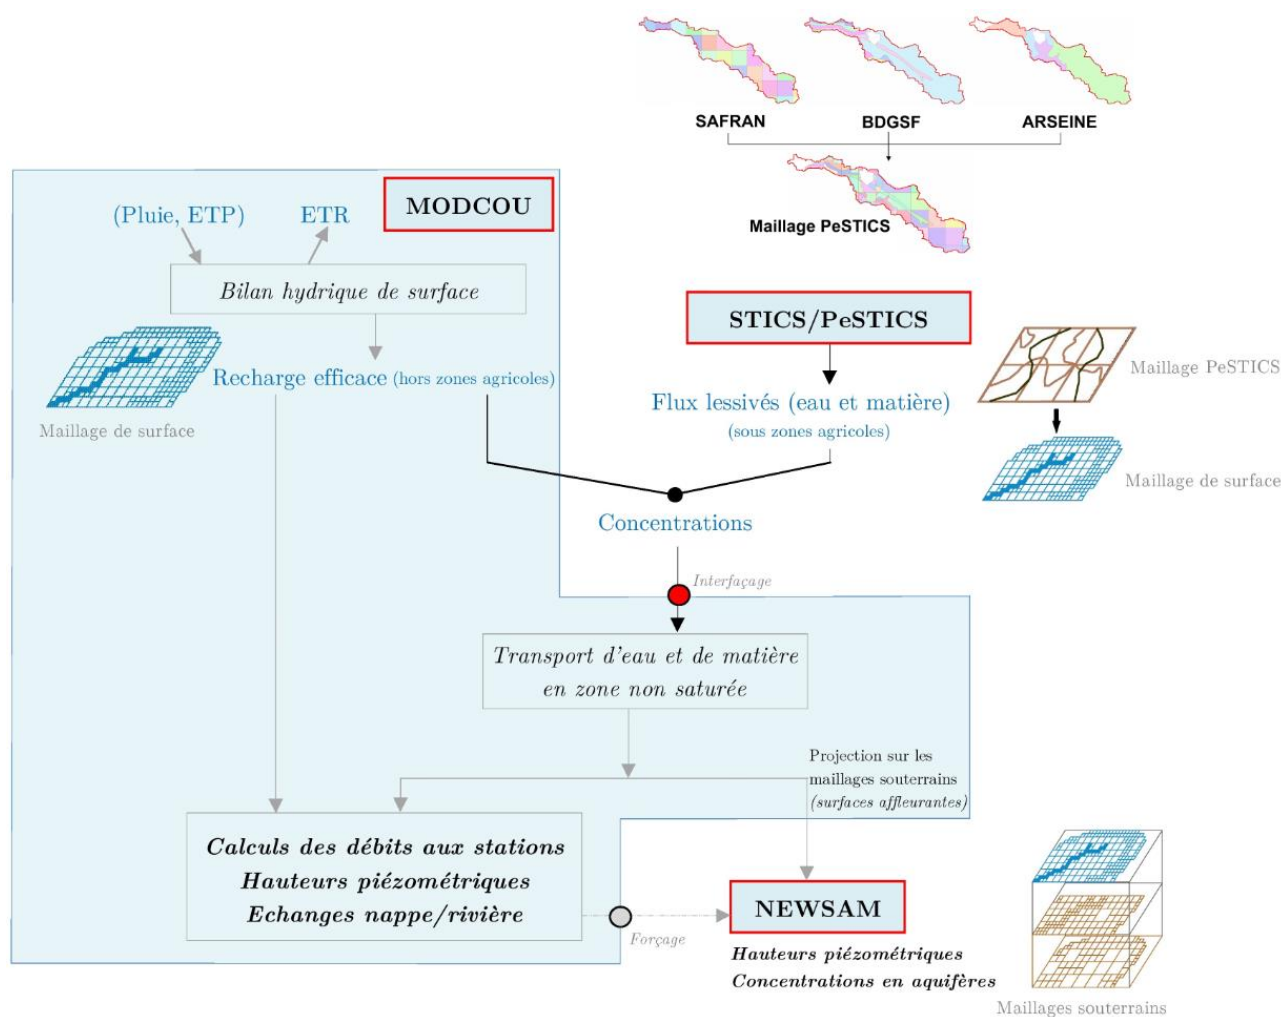 SAFRAN
BDGSF
ARSEINE
Maillage PeSTICS
MODCOU
(Pluie, ETP)
ETR
Bilan hydrique de surface
STICS/PeSTICS
Recharge efficace (hors zones agricoles)
Maillage de surface
Flux lessivés (eau et matière)
(sous zones agricoles)
Maillage PeSTICS
Maillage de surface
Concentrations
Interfaçage
Transport d'eau et de matière
en zone non saturée
Projection sur les
maillages souterrains
(surfaces affleurantes)
Calculs des débits aux stations
Hauteurs piézométriques
Echanges nappe/rivière
Forçage
NEWSAM
Hauteurs piézométriques
Concentrations en aquifères
Maillages souterrains